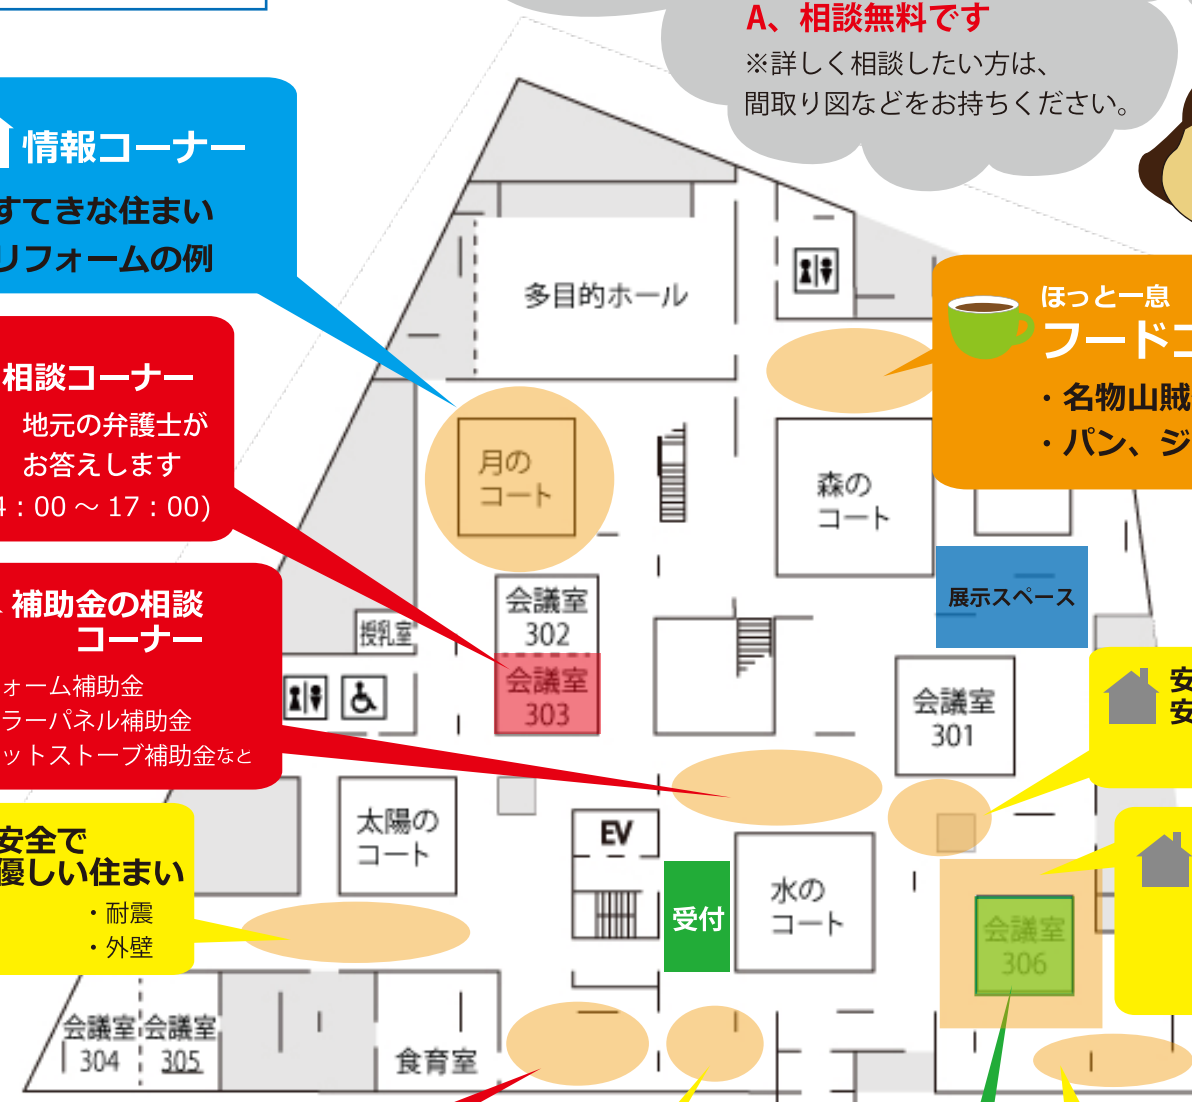 A、相談無料です
※詳しく相談したい方は、
間取り図などをお持ちください。
情報コーナー
すてきな住まい
リフォームの例
相談コーナー
地元の弁護士が
お答えします
4：00～17：00)
補助金の相談
コーナー
ォーム補助金
ラーパネル補助金
ットストーブ補助金など
安全で
優しい住まい
・耐震
・外壁
多目的ホール
ほっと一息
フードコ
・名物山賊
・パン、ジ
月の
コート
森の
コート
展示スペース
会議室
302
会議室
303
授乳室
会議室
301
安
安
太陽の
コート
EV
受付
水の
コート
会議室
306
会議室
304
会議室
305
食育室